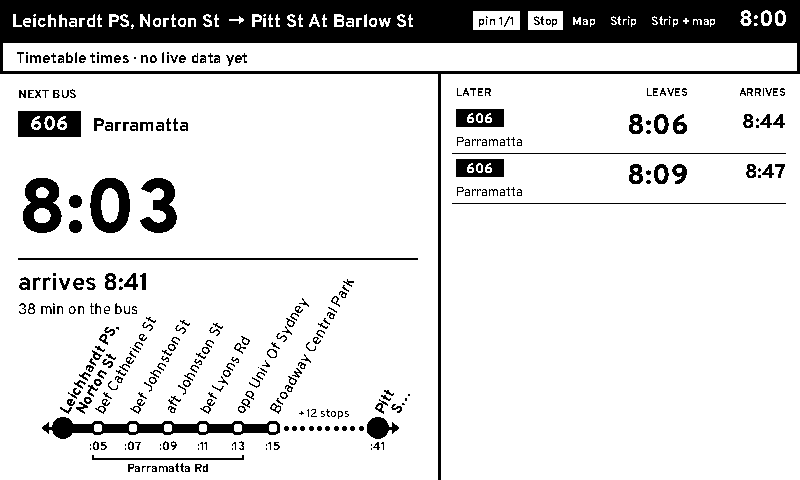 Leichhardt PS, Norton St → Pitt St At Barlow St
pin 1/1 Stop Map Strip Strip + map 8:00
Timetable times · no live data yet
NEXT BUS
606 Parramatta
8:03
arrives 8:41
38 min on the bus
Leichhardt PS,
Norton St
bef Catherine St
bef Johnston St
aft Johnston St
bef Lyons Rd
opp Univ Of Sydney
Broadway Central Park
+12 stops
Pitt
S...
:05 :07 :09 :11 :13 :15 :41
Parramatta Rd
LATER LEAVES ARRIVES
606 8:06 8:44
Parramatta
606 8:09 8:47
Parramatta